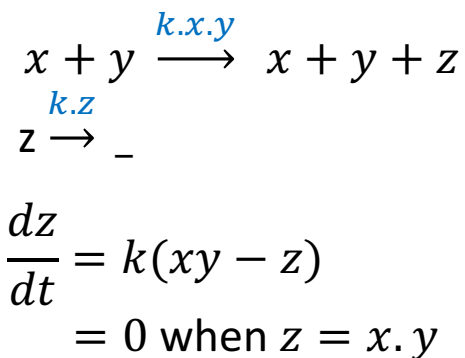 k.x.y
x + y ⟶ x + y + z
k.z
z → _
dz/dt = k(xy − z)
= 0 when z = x. y